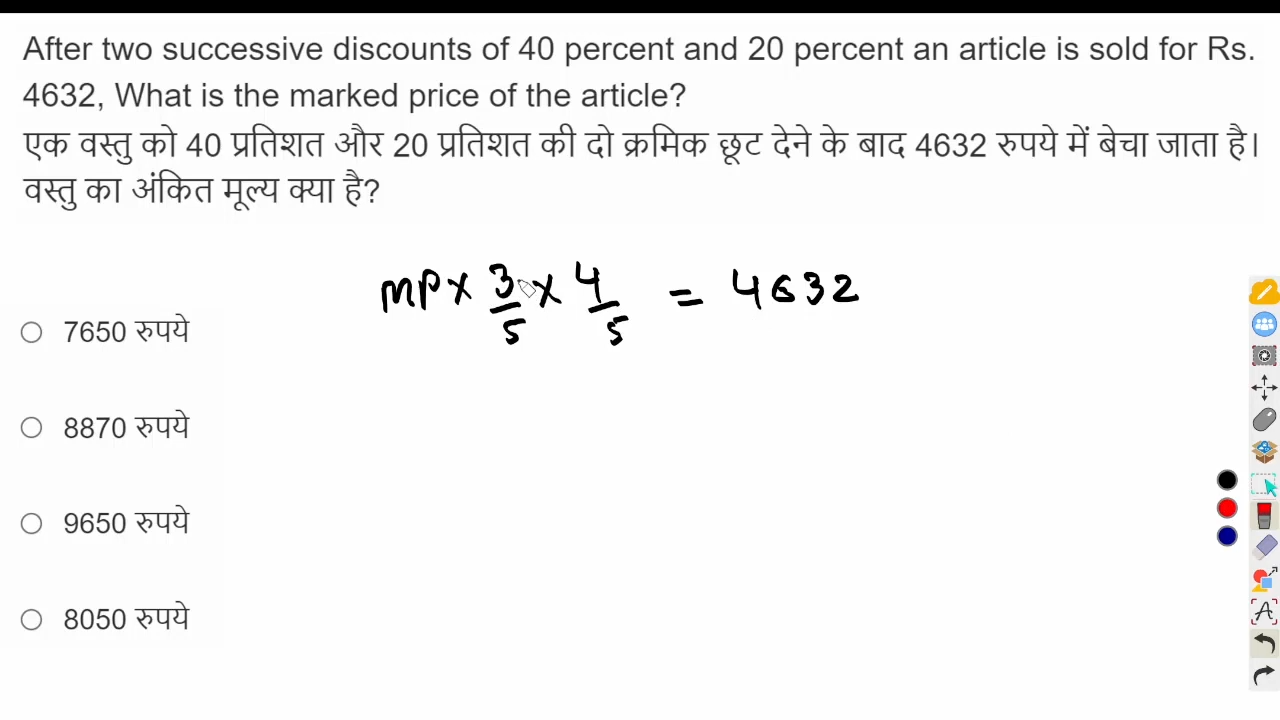 After two successive discounts of 40 percent and 20 percent an article is sold for Rs.
4632, What is the marked price of the article?
एक वस्तु को 40 प्रतिशत और 20 प्रतिशत की दो क्रमिक छूट देने के बाद 4632 रुपये में बेचा जाता है।
वस्तु का अंकित मूल्य क्या है?
MP x 3/5 x 4/5 = 4632
7650 रुपये
8870 रुपये
9650 रुपये
8050 रुपये